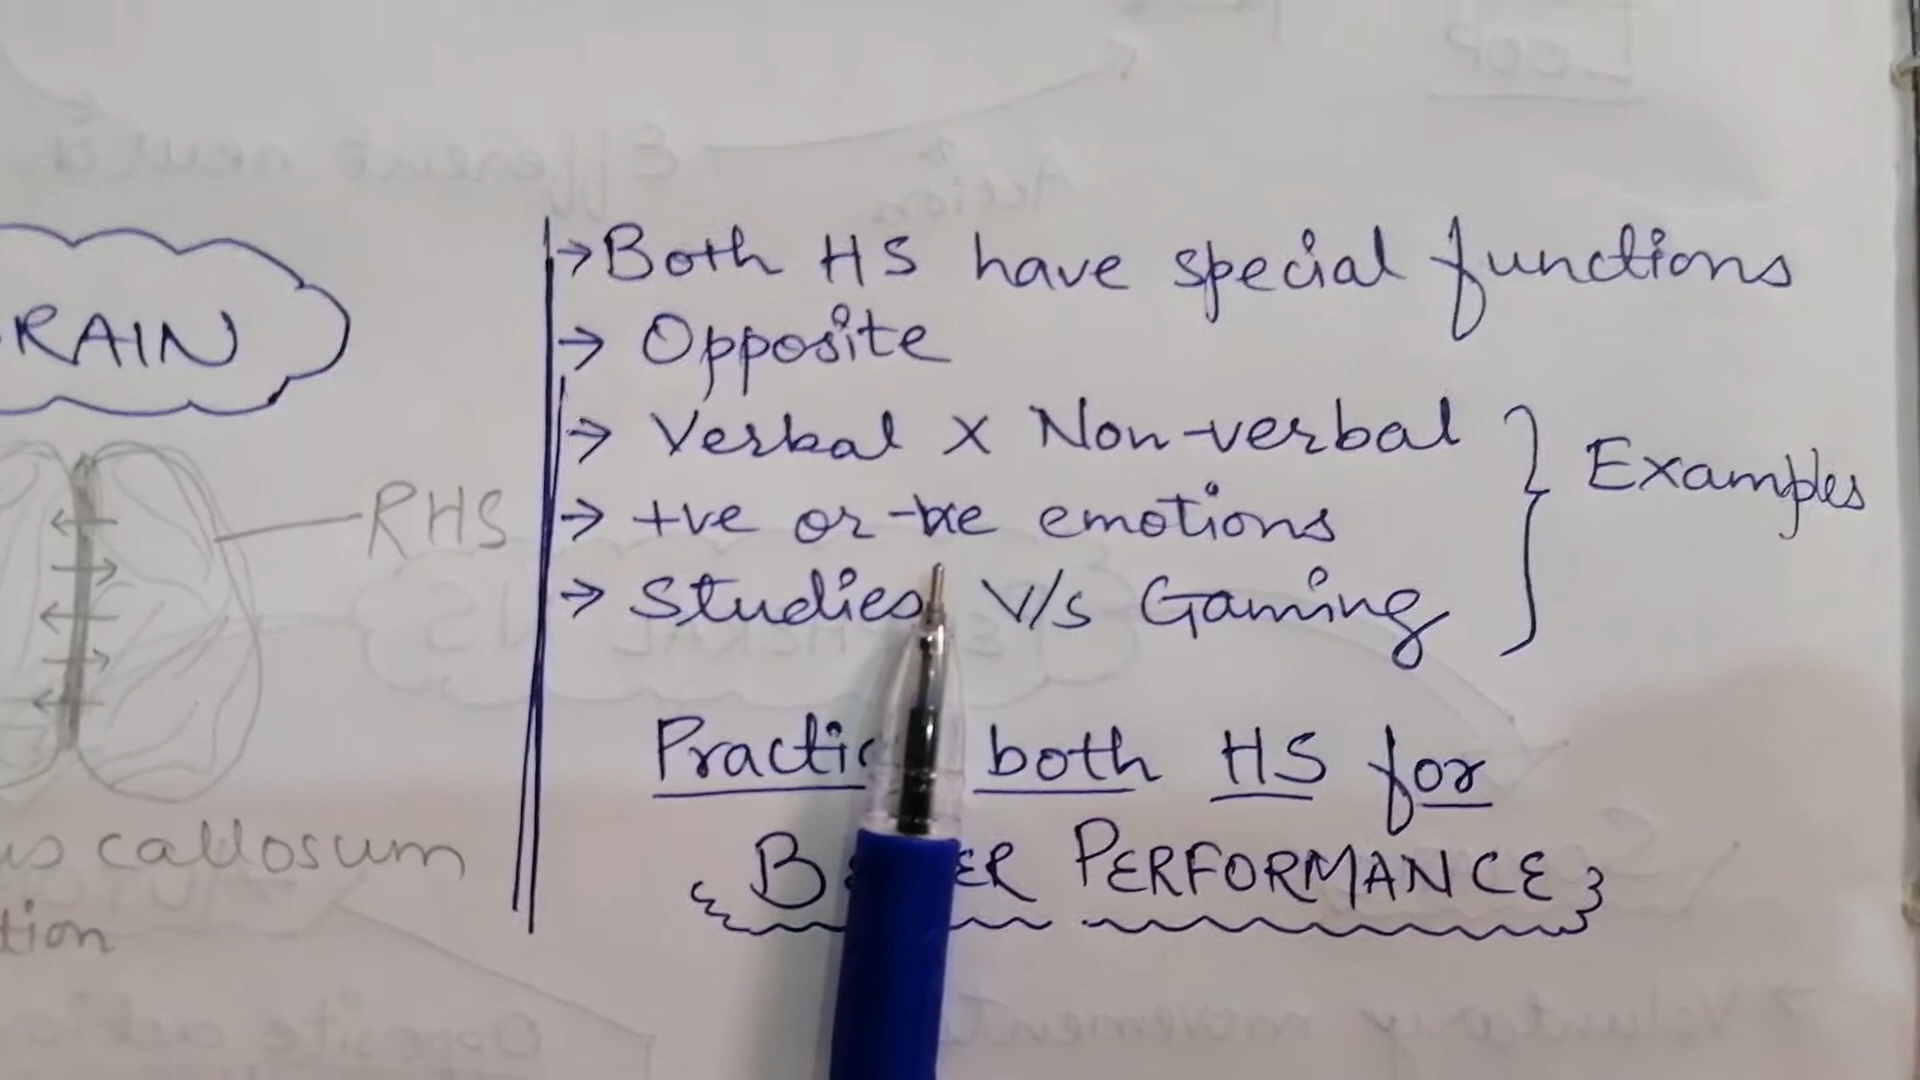 RAIN
RHS
callosum
tion
→ Both HS have special functions
→ Opposite
→ Verbal X Non-verbal
→ +ve or -ve emotions
→ Studies V/s Gaming
Examples
both HS for
PERFORMANCE